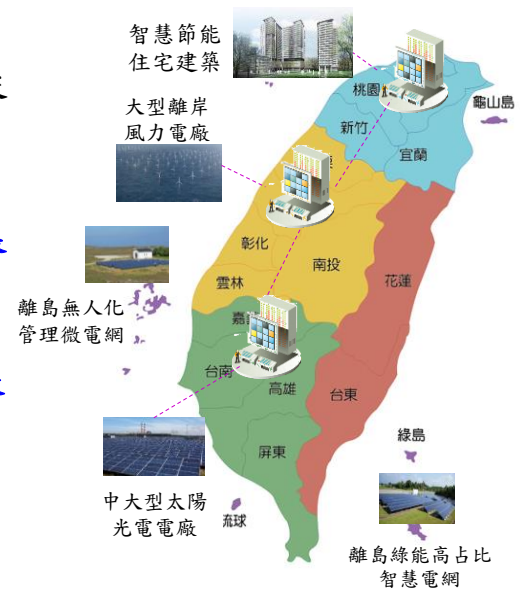 智慧節能
住宅建築
大型離岸
風力電廠
桃園
龜山島
新竹
宜蘭
彰化
南投
花蓮
雲林
離島無人化
管理微電網
嘉
台南
高雄
台東
屏東
綠島
中大型太陽
光電電廠
流球
離島綠能高占比
智慧電網